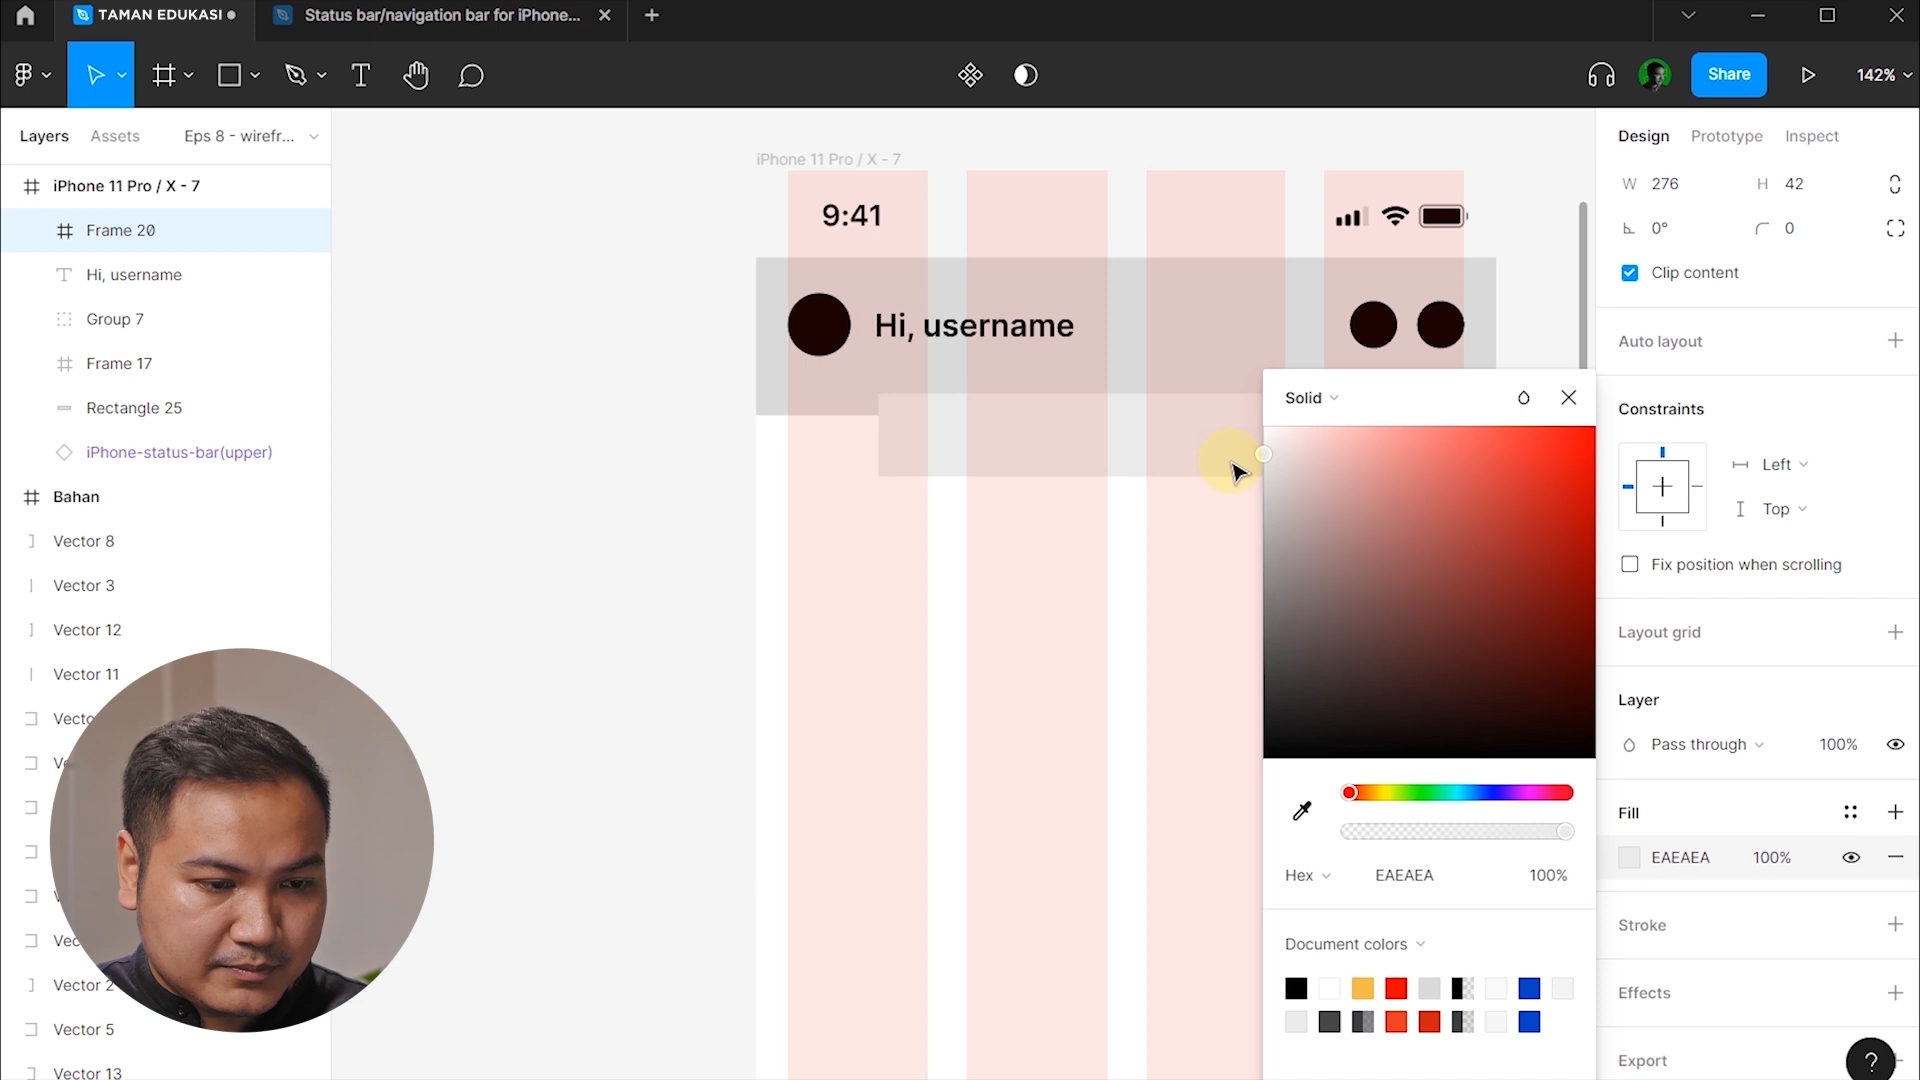 TAMAN EDUKASI
Status bar/navigation bar for iPhone...
Share
142%
Layers
Assets
Eps 8 - wirefr...
iPhone 11 Pro / X - 7
Frame 20
Hi, username
Group 7
Frame 17
Rectangle 25
iPhone-status-bar(upper)
Bahan
Vector 8
Vector 3
Vector 12
Vector 11
Vector 5
Vector 13
iPhone 11 Pro / X - 7
9:41
Hi, username
Solid
Hex
EAEAEA
100%
Document colors
Design
Prototype
Inspect
W 276
H 42
0°
0
Clip content
Auto layout
Constraints
Left
Top
Fix position when scrolling
Layout grid
Layer
Pass through
100%
Fill
EAEAEA
100%
Stroke
Effects
Export
?